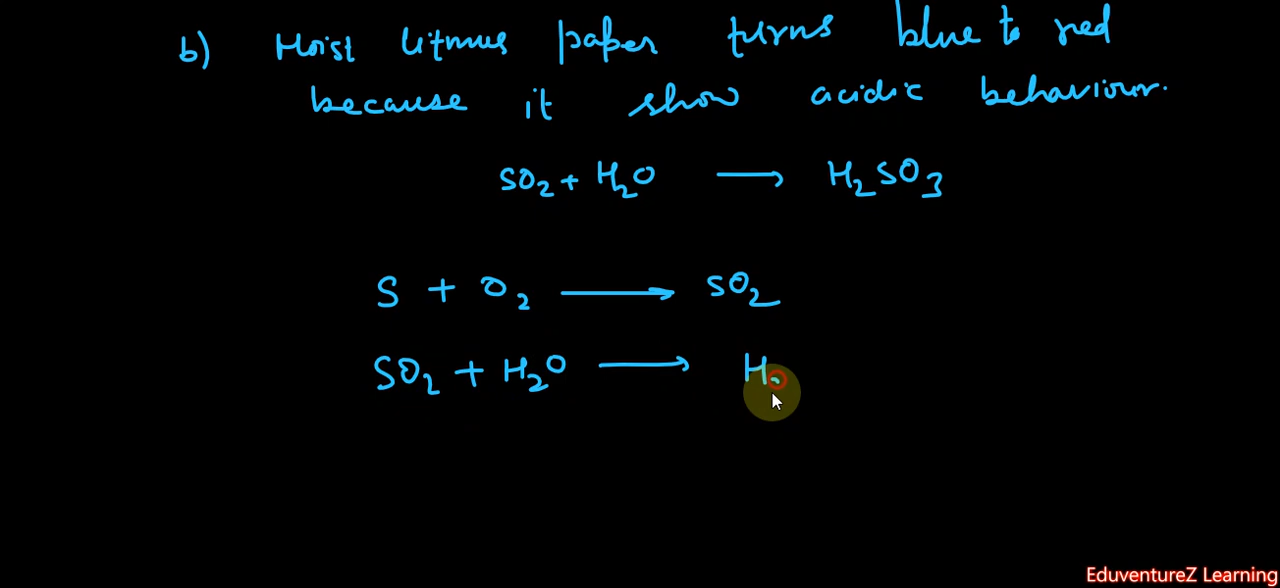 b) Moist litmus paper turns blue to red
because it show acidic behaviour.
SO₂ + H₂O ⟶ H₂SO₃
S + O₂ ⟶ SO₂
SO₂ + H₂O ⟶ H
EduventureZ Learning